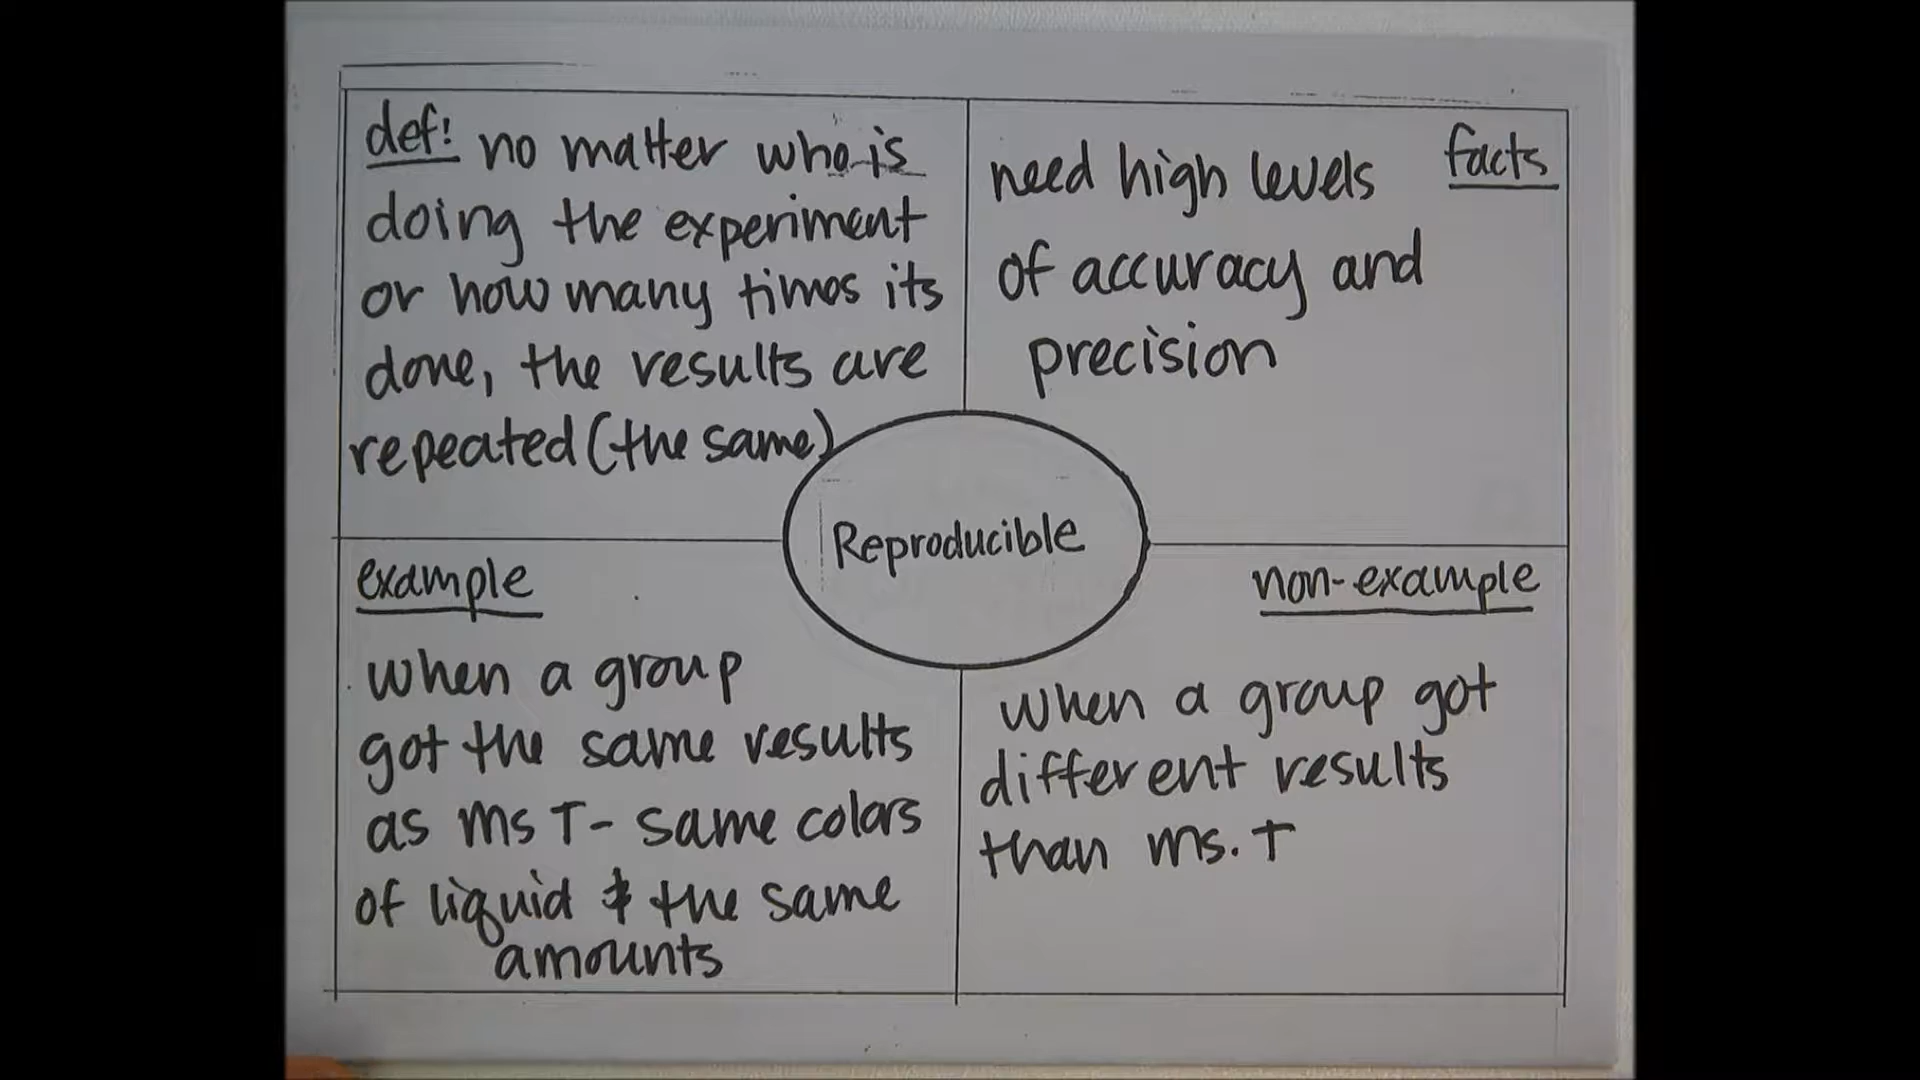 def: no matter who is
doing the experiment
or how many times its
done, the results are
repeated (the same)
facts
need high levels
of accuracy and
precision
Reproducible
example
when a group
got the same results
as ms T - same colors
of liquid & the same
amounts
non-example
when a group got
different results
than ms. T